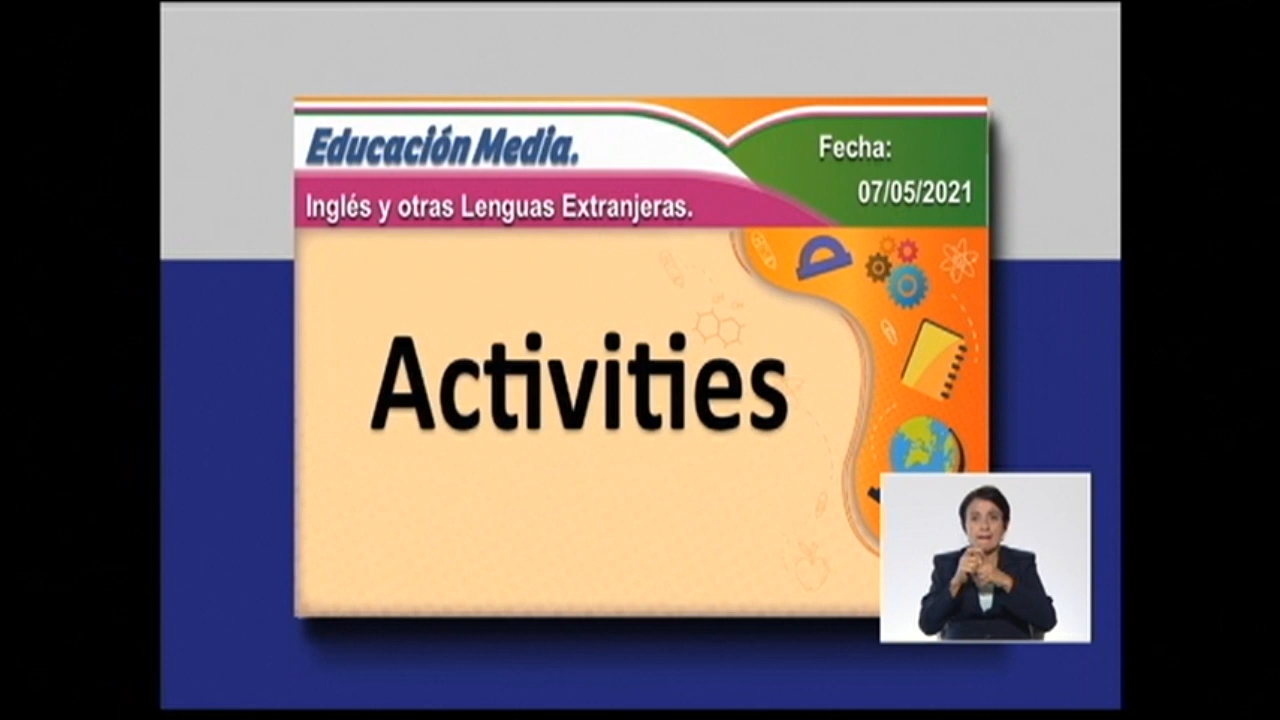 Educación Media.
Fecha:
07/05/2021
Inglés y otras Lenguas Extranjeras.
Activities